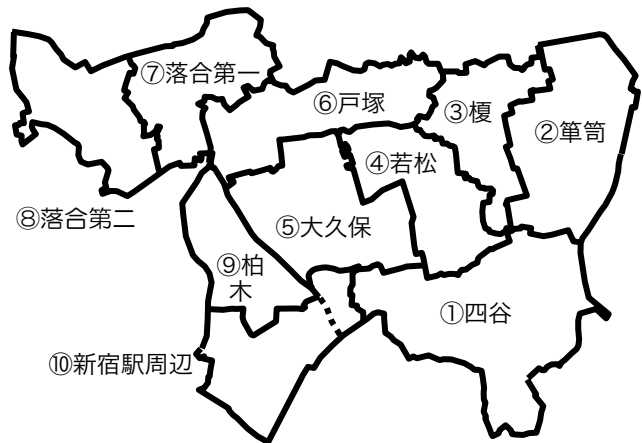 ⑦落合第一
⑥戸塚
③榎
②箪笥
④若松
⑧落合第二
⑤大久保
⑨柏
木
①四谷
⑩新宿駅周辺